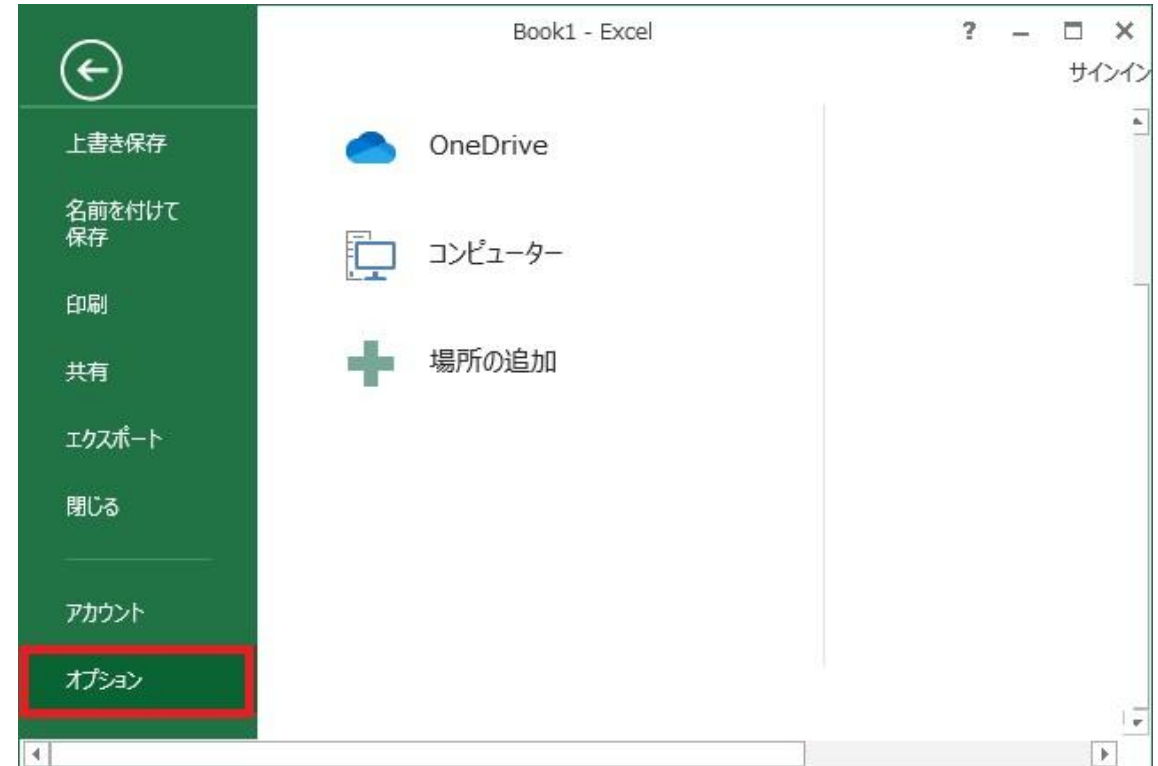 Book1 - Excel
?
サインイン
上書き保存
名前を付けて
保存
印刷
共有
エクスポート
閉じる
アカウント
オプション
OneDrive
コンピューター
場所の追加